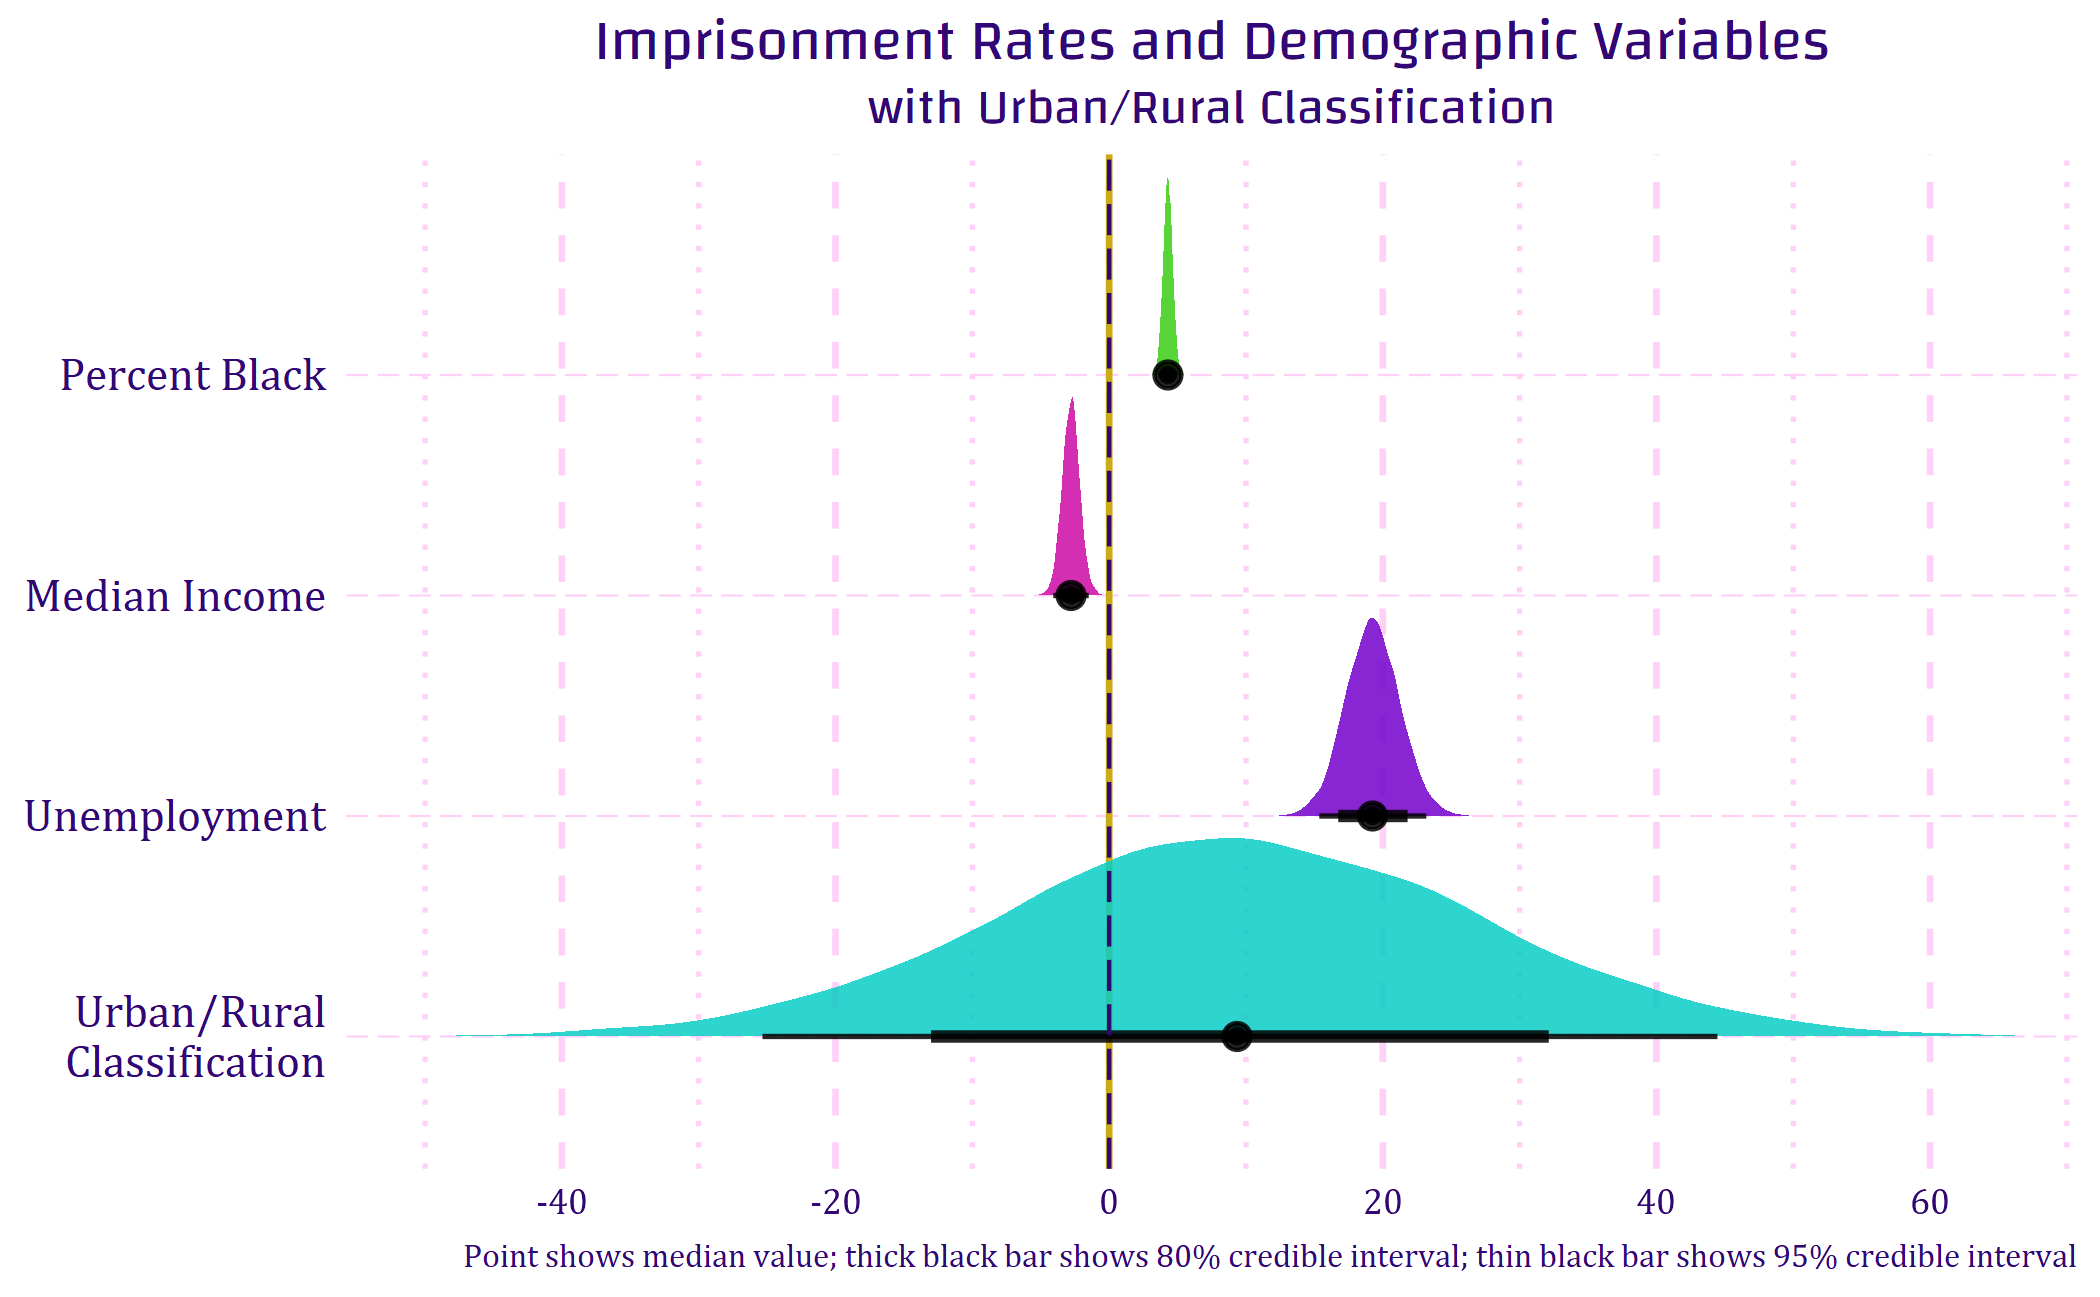 Imprisonment Rates and Demographic Variables
with Urban/Rural Classification
Percent Black
Median Income
Unemployment
Urban/Rural
Classification
-40 -20 0 20 40 60
Point shows median value; thick black bar shows 80% credible interval; thin black bar shows 95% credible interval